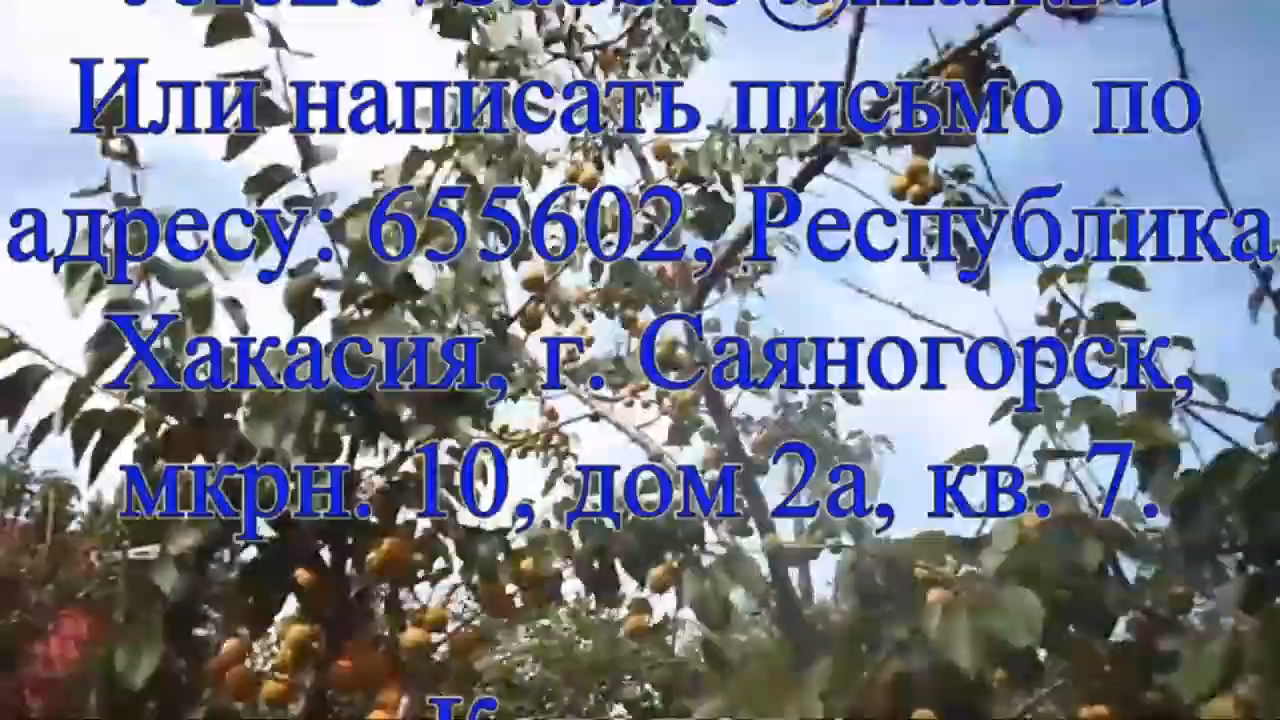 Или написать письмо по
адресу: 655602, Республика
Хакасия, г. Саяногорск,
мкрн. 10, дом 2а, кв. 7.